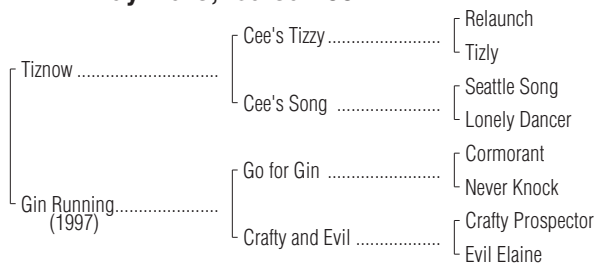 Relaunch
Cee's Tizzy ........................
Tizly
Tiznow ..............................
Seattle Song
Cee's Song ......................
Lonely Dancer
Cormorant
Go for Gin ........................
Never Knock
Gin Running......................
(1997)
Crafty Prospector
Crafty and Evil ..................
Evil Elaine